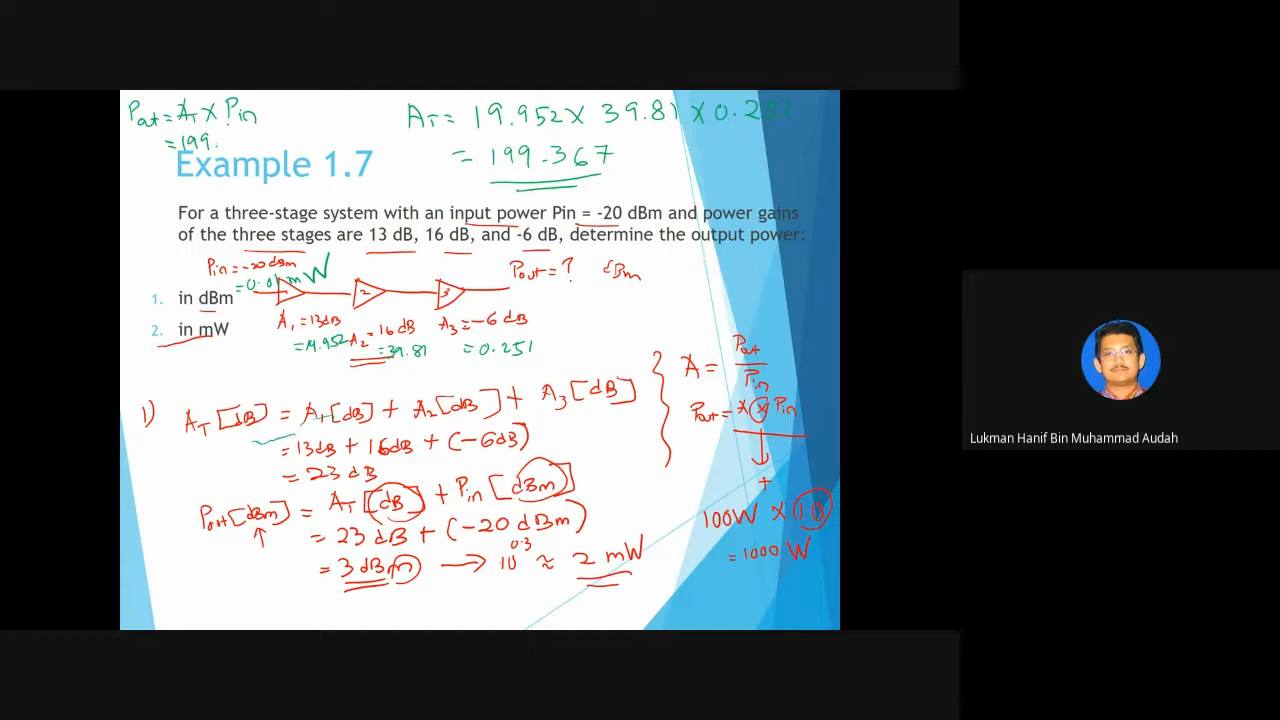 Pout = AT X Pin
= 199.
AT = 19.952 X 39.81 X 0.251
= 199.367
Example 1.7
For a three-stage system with an input power Pin = -20 dBm and power gains
of the three stages are 13 dB, 16 dB, and -6 dB, determine the output power:
Pin = -20 dBm
= 0.01 mW
Pout = ? dBm
1. in dBm
2. in mW
2
3
A1 = 13dB
= 19.952
A2 = 16 dB
= 39.81
A3 = -6 dB
= 0.251
1) AT [dB] = A1 [dB] + A2 [dB] + A3 [dB]
= 13dB + 16dB + (-6dB)
= 23 dB
Pout [dBm] = AT [dB] + Pin [dBm]
= 23 dB + (-20 dBm)
= 3 dBm → 10^0.3 ≈ 2 mW
A = Pout / Pin
Pout = A X Pin
+
100W X 10
= 1000 W
Lukman Hanif Bin Muhammad Audah